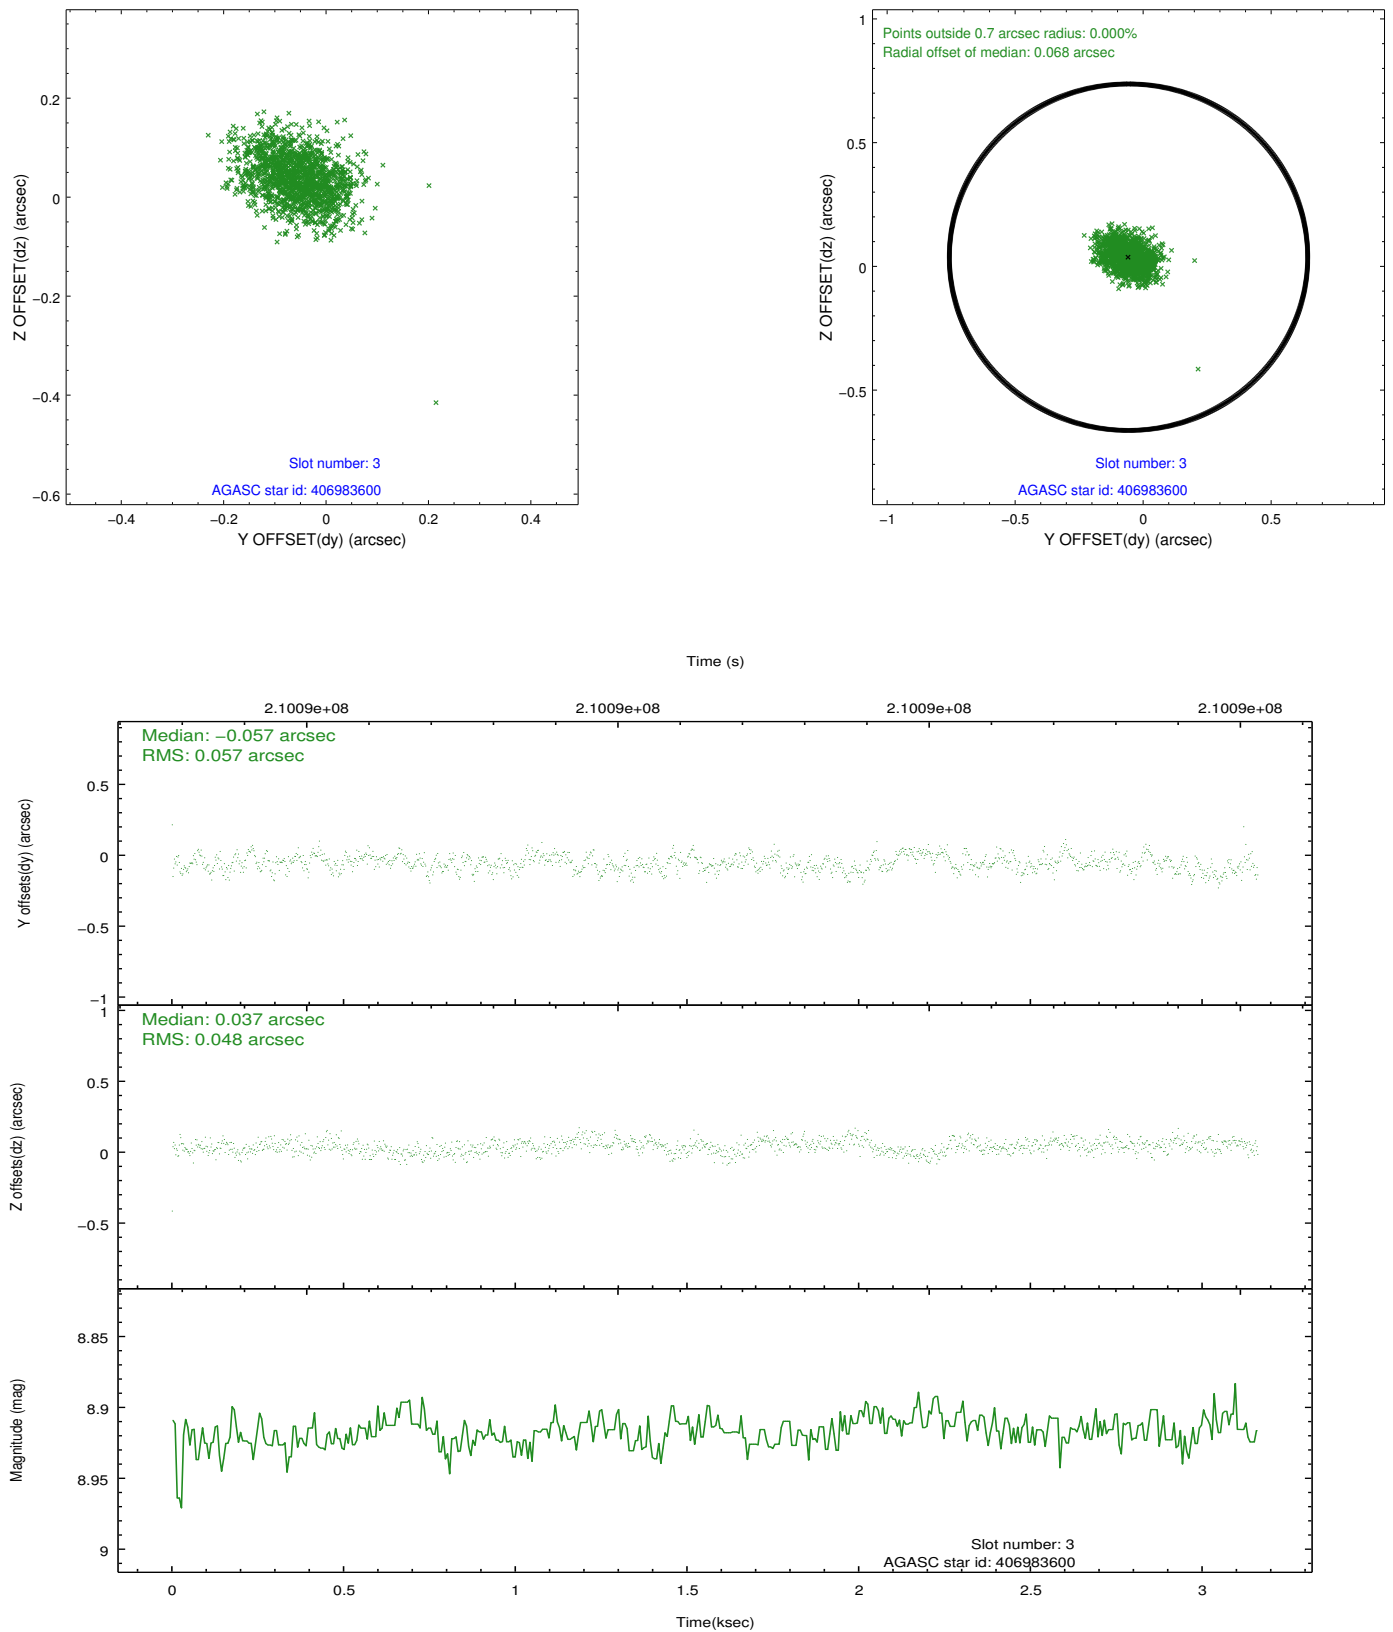 0.2
0
−0.2
−0.4
−0.6
−0.4
−0.2
0
0.2
0.4
Z OFFSET(dz) (arcsec)
Y OFFSET(dy) (arcsec)
Slot number: 3
AGASC star id: 406983600
Points outside 0.7 arcsec radius: 0.000%
Radial offset of median: 0.068 arcsec
1
0.5
0
−0.5
−1
−0.5
0
0.5
Z OFFSET(dz) (arcsec)
Y OFFSET(dy) (arcsec)
Slot number: 3
AGASC star id: 406983600
Time (s)
2.1009e+08
2.1009e+08
2.1009e+08
2.1009e+08
Median: −0.057 arcsec
RMS: 0.057 arcsec
0.5
0
−0.5
−1
Y offsets(dy) (arcsec)
Median: 0.037 arcsec
RMS: 0.048 arcsec
1
0.5
0
−0.5
Z offsets(dz) (arcsec)
8.85
8.9
8.95
9
Magnitude (mag)
Slot number: 3
AGASC star id: 406983600
0
0.5
1
1.5
2
2.5
3
Time(ksec)